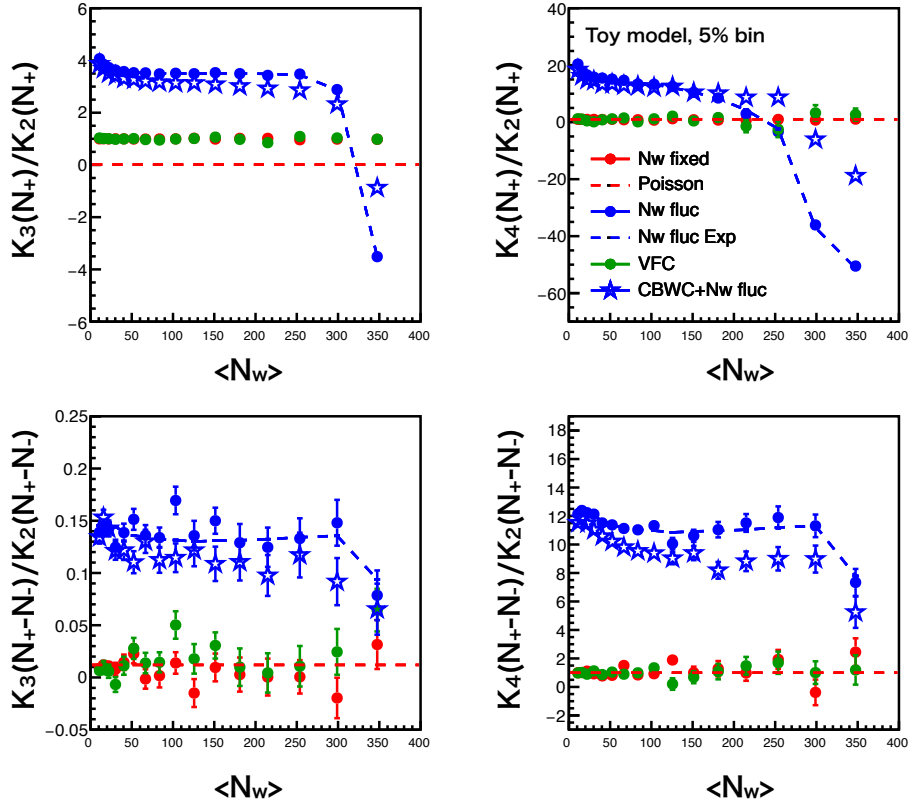 K3(N+)/K2(N+)
6
4
2
0
−2
−4
−6
0 50 100 150 200 250 300 350 400
<Nw>
K4(N+)/K2(N+)
40
20
0
−20
−40
−60
Toy model, 5% bin
Nw fixed
Poisson
Nw fluc
Nw fluc Exp
VFC
CBWC+Nw fluc
0 50 100 150 200 250 300 350 400
<Nw>
K3(N+-N-)/K2(N+-N-)
0.25
0.2
0.15
0.1
0.05
0
−0.05
0 50 100 150 200 250 300 350 400
<Nw>
K4(N+-N-)/K2(N+-N-)
18
16
14
12
10
8
6
4
2
0
−2
0 50 100 150 200 250 300 350 400
<Nw>